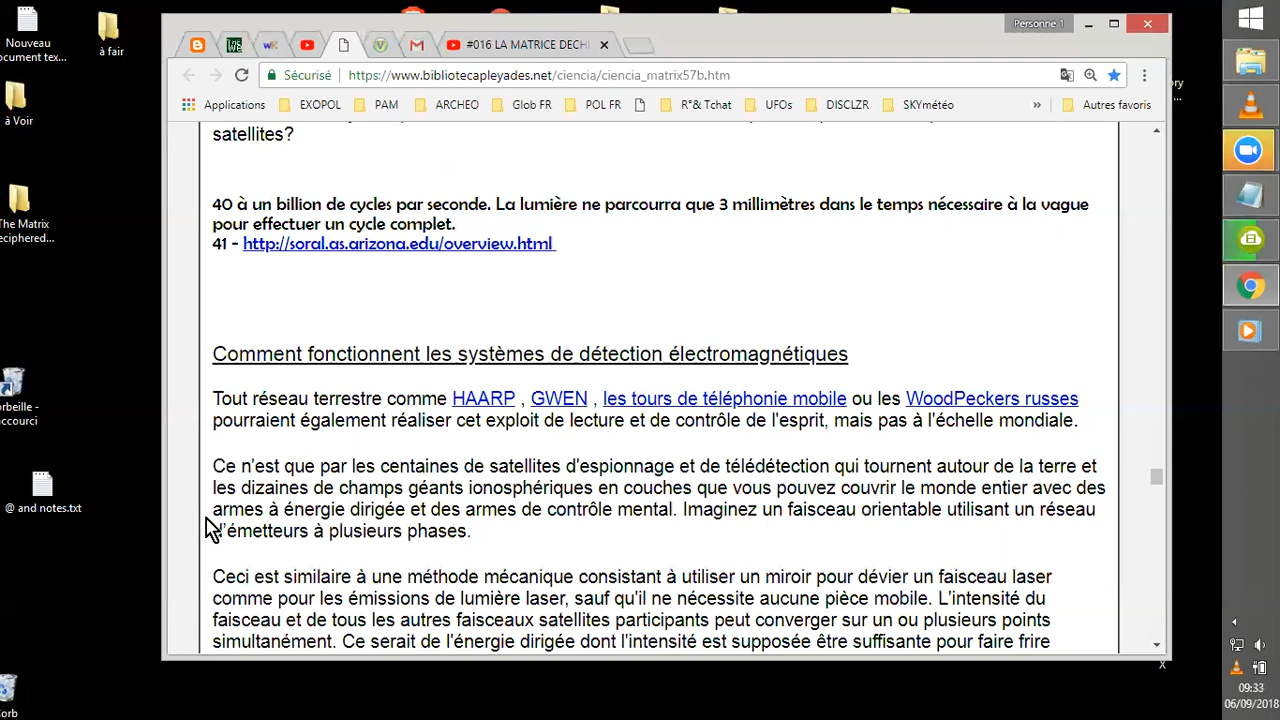 Nouveau
ocument tex...
à fair
à Voir
The Matrix
eciphered...
orbeille -
accourci
@ and notes.txt
Corb
Personne 1
#016 LA MATRICE DECH
Sécurisé
https://www.bibliotecapleyades.net/ciencia/ciencia_matrix57b.htm
Applications EXOPOL PAM ARCHEO Glob FR POL FR R°& Tchat UFOs DISCLZR SKYmétéo » Autres favoris
satellites?
40 à un billion de cycles par seconde. La lumière ne parcourra que 3 millimètres dans le temps nécessaire à la vague
pour effectuer un cycle complet.
41 - http://soral.as.arizona.edu/overview.html
Comment fonctionnent les systèmes de détection électromagnétiques
Tout réseau terrestre comme HAARP , GWEN , les tours de téléphonie mobile ou les WoodPeckers russes
pourraient également réaliser cet exploit de lecture et de contrôle de l'esprit, mais pas à l'échelle mondiale.
Ce n'est que par les centaines de satellites d'espionnage et de télédétection qui tournent autour de la terre et
les dizaines de champs géants ionosphériques en couches que vous pouvez couvrir le monde entier avec des
armes à énergie dirigée et des armes de contrôle mental. Imaginez un faisceau orientable utilisant un réseau
d'émetteurs à plusieurs phases.
Ceci est similaire à une méthode mécanique consistant à utiliser un miroir pour dévier un faisceau laser
comme pour les émissions de lumière laser, sauf qu'il ne nécessite aucune pièce mobile. L'intensité du
faisceau et de tous les autres faisceaux satellites participants peut converger sur un ou plusieurs points
simultanément. Ce serait de l'énergie dirigée dont l'intensité est supposée être suffisante pour faire frire
09:33
06/09/2018